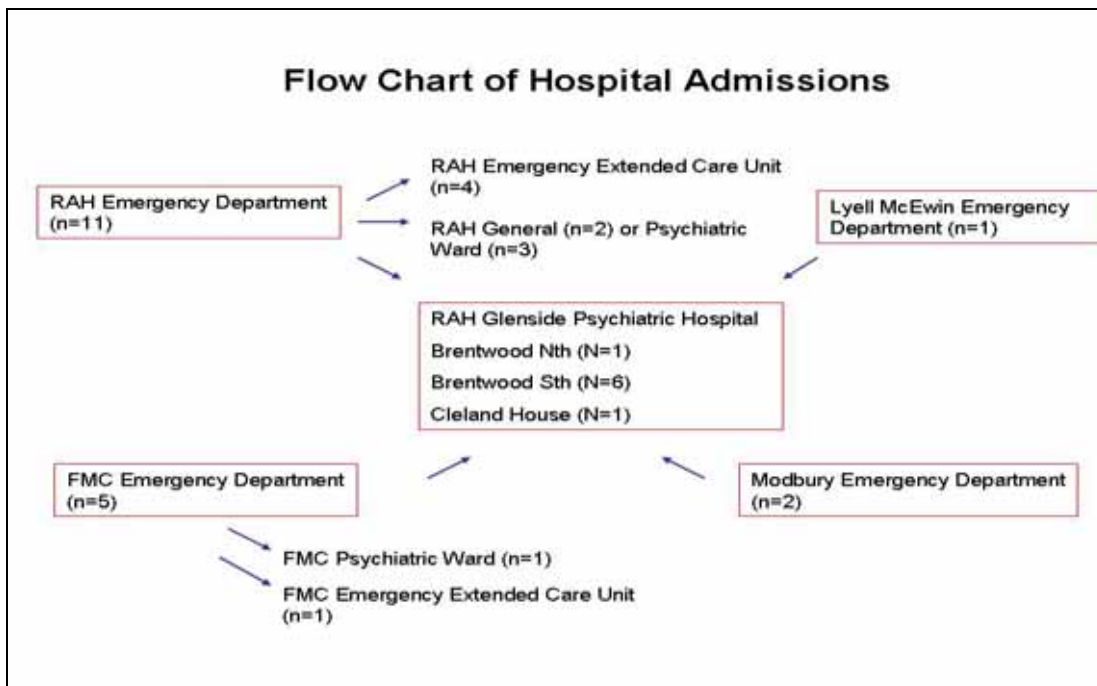 Flow Chart of Hospital Admissions
RAH Emergency Extended Care Unit
(n=4)
RAH Emergency Department
(n=11)
RAH General (n=2) or Psychiatric
Ward (n=3)
Lyell McEwin Emergency
Department (n=1)
RAH Glenside Psychiatric Hospital
Brentwood Nth (N=1)
Brentwood Sth (N=6)
Cleland House (N=1)
FMC Emergency Department
(n=5)
Modbury Emergency Department
(n=2)
FMC Psychiatric Ward (n=1)
FMC Emergency Extended Care Unit
(n=1)